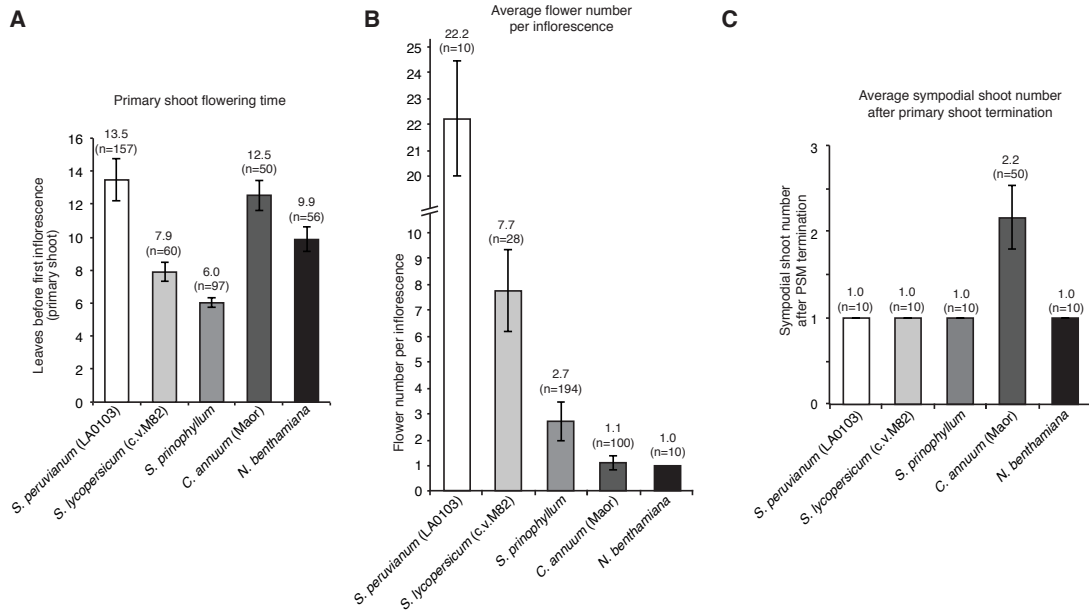 A
Primary shoot flowering time
Leaves before first inflorescence
(primary shoot)
16
14
12
10
8
6
4
2
0
13.5
(n=157)
7.9
(n=60)
6.0
(n=97)
12.5
(n=50)
9.9
(n=56)
S. peruvianum (LA0103)
S. lycopersicum (c.v.M82)
S. prinophyllum
C. annuum (Maor)
N. benthamiana
B
Average flower number
per inflorescence
Flower number per inflorescence
25
24
23
22
21
20
10
9
8
7
6
5
4
3
2
1
0
22.2
(n=10)
7.7
(n=28)
2.7
(n=194)
1.1
(n=100)
1.0
(n=10)
S. peruvianum (LA0103)
S. lycopersicum (c.v.M82)
S. prinophyllum
C. annuum (Maor)
N. benthamiana
C
Average sympodial shoot number
after primary shoot termination
Sympodial shoot number
after PSM termination
3
2
1
0
1.0
(n=10)
1.0
(n=10)
1.0
(n=10)
2.2
(n=50)
1.0
(n=10)
S. peruvianum (LA0103)
S. lycopersicum (c.v.M82)
S. prinophyllum
C. annuum (Maor)
N. benthamiana